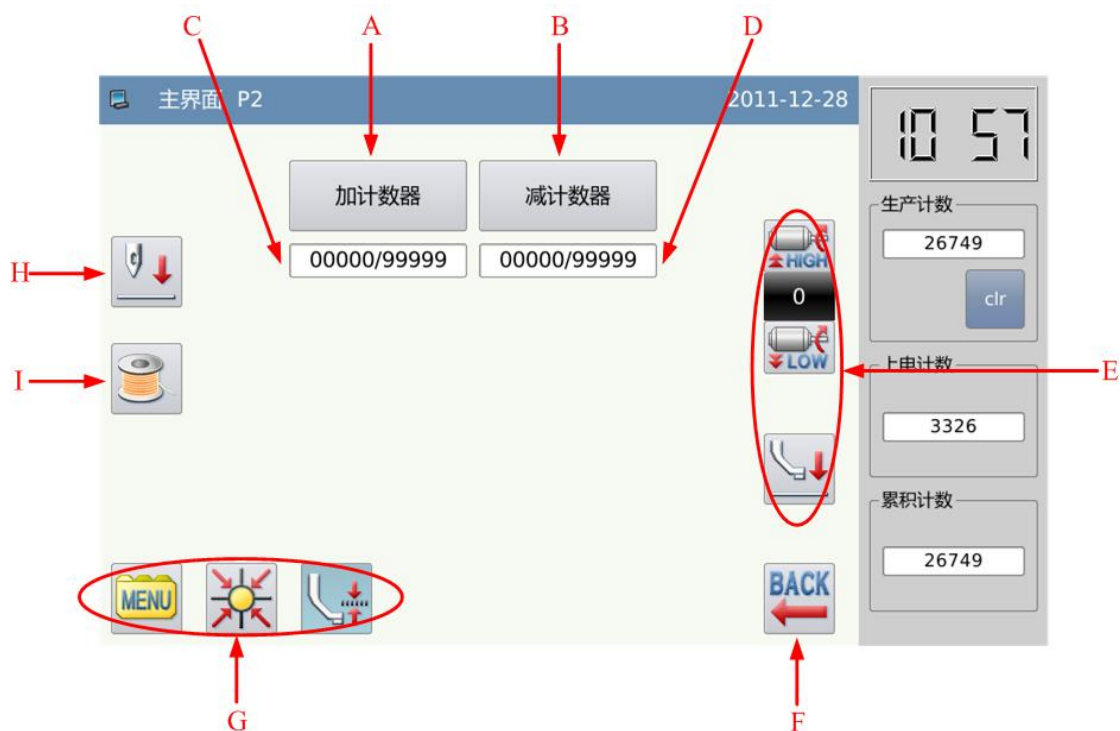 C A B D
主界面 P2 2011-12-28
10 57
加计数器 减计数器
生产计数
00000/99999 00000/99999
26749
HIGH
H
0
clr
LOW
I
上电计数
E
3326
累积计数
26749
MENU
BACK
G F